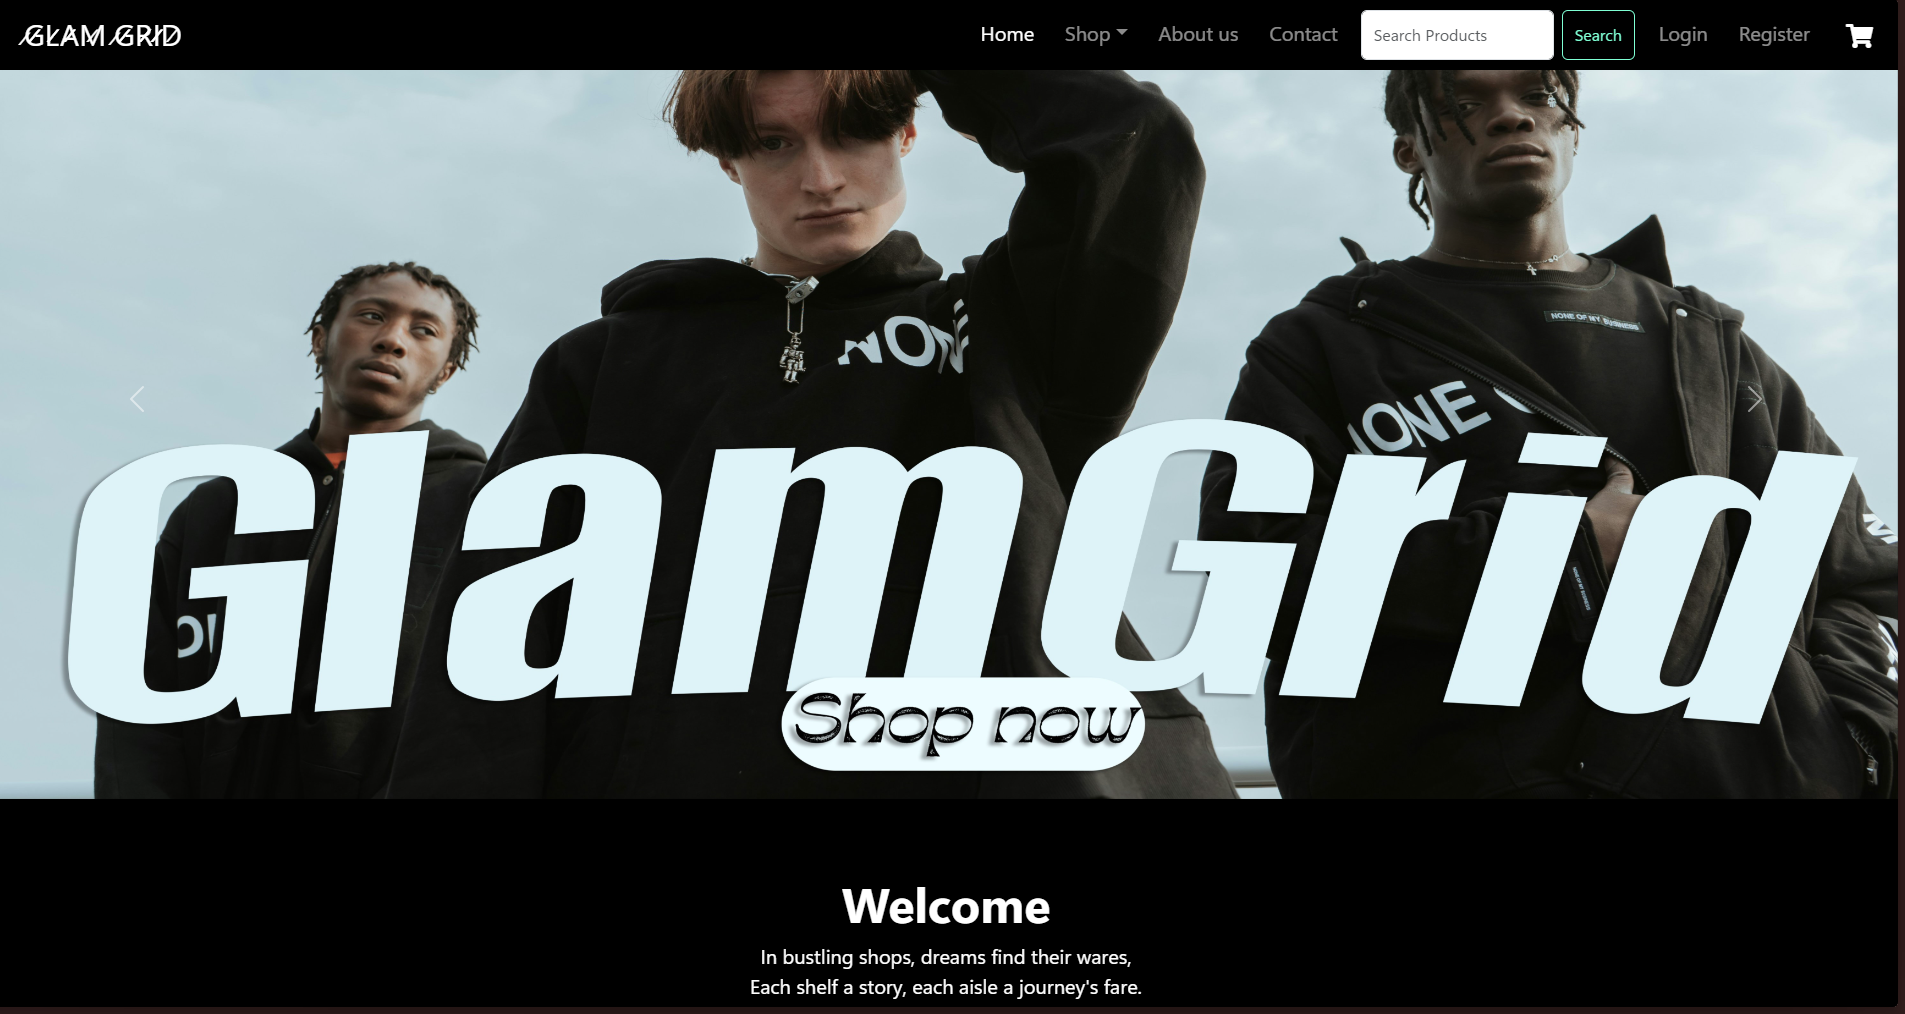 GLAM GRID
Home Shop About us Contact Search Products Search Login Register
NONE
NONE OF MY BUSINESS
NONE
GlamGrid
Shop now
Welcome
In bustling shops, dreams find their wares,
Each shelf a story, each aisle a journey's fare.